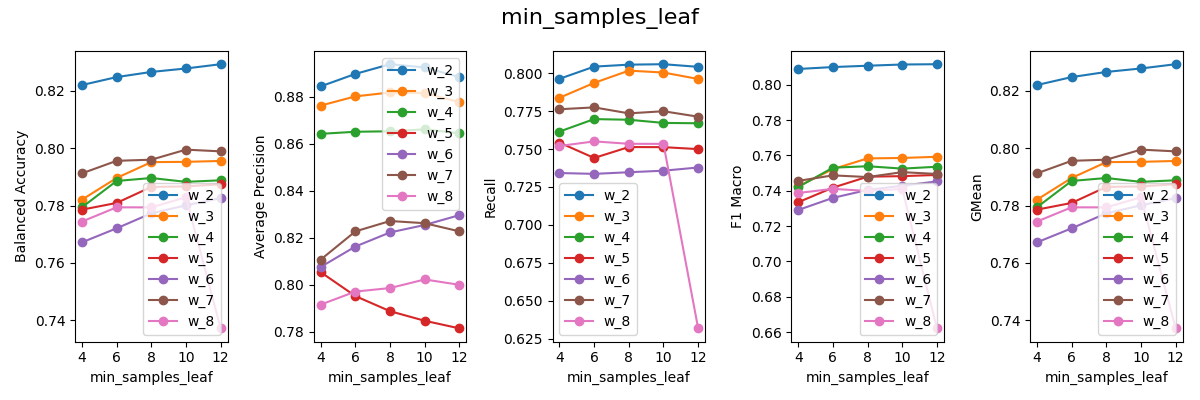 min_samples_leaf
Balanced Accuracy
0.82
0.80
0.78
0.76
0.74
4 6 8 10 12
min_samples_leaf
w_2
w_3
w_4
w_5
w_6
w_7
w_8
Average Precision
0.88
0.86
0.84
0.82
0.80
0.78
4 6 8 10 12
min_samples_leaf
w_2
w_3
w_4
w_5
w_6
w_7
w_8
Recall
0.800
0.775
0.750
0.725
0.700
0.675
0.650
0.625
4 6 8 10 12
min_samples_leaf
w_2
w_3
w_4
w_5
w_6
w_7
w_8
F1 Macro
0.80
0.78
0.76
0.74
0.72
0.70
0.68
0.66
4 6 8 10 12
min_samples_leaf
w_2
w_3
w_4
w_5
w_6
w_7
w_8
GMean
0.82
0.80
0.78
0.76
0.74
4 6 8 10 12
min_samples_leaf
w_2
w_3
w_4
w_5
w_6
w_7
w_8